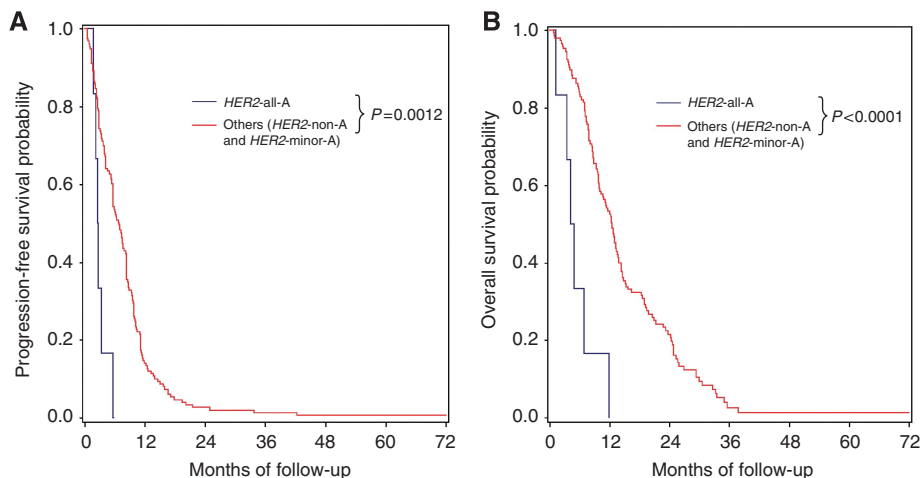 A
Progression-free survival probability
1.0
0.8
0.6
0.4
0.2
0.0
HER2-all-A
Others (HER2-non-A
and HER2-minor-A)
P=0.0012
0 12 24 36 48 60 72
Months of follow-up
B
Overall survival probability
1.0
0.8
0.6
0.4
0.2
0.0
HER2-all-A
Others (HER2-non-A
and HER2-minor-A)
P<0.0001
0 12 24 36 48 60 72
Months of follow-up